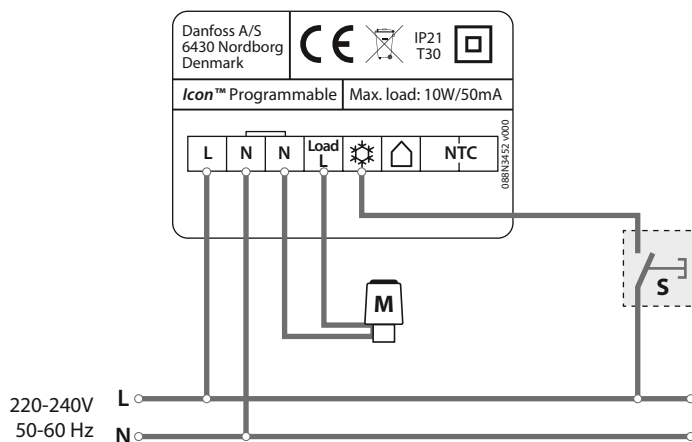 Danfoss A/S
6430 Nordborg
Denmark
CE
IP21
T30
Icon™ Programmable
Max. load: 10W/50mA
L N N Load L NTC
088N3452 v000
M
S
220-240V
50-60 Hz
L
N